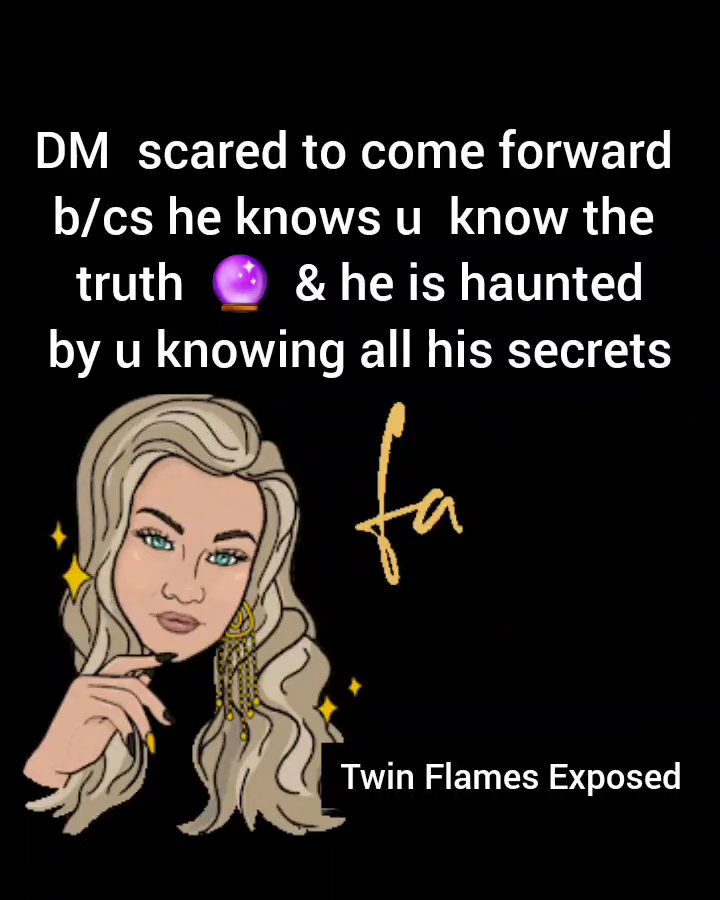 DM scared to come forward
b/cs he knows u know the
truth 🔮 & he is haunted
by u knowing all his secrets
fa
Twin Flames Exposed